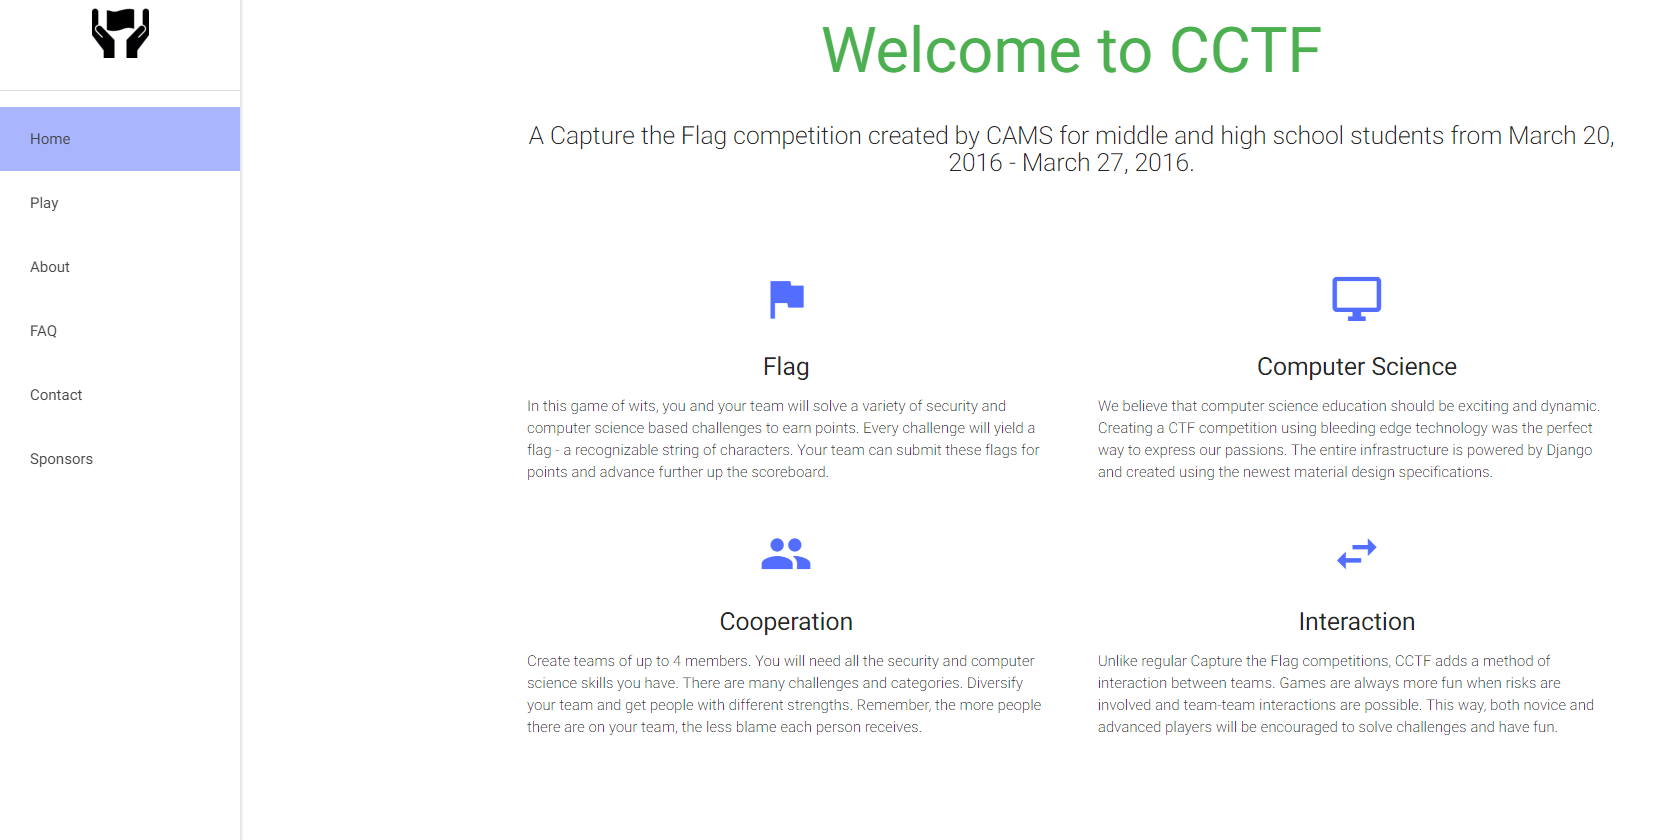 Home
Play
About
FAQ
Contact
Sponsors
Welcome to CCTF
A Capture the Flag competition created by CAMS for middle and high school students from March 20,
2016 - March 27, 2016.
Flag
In this game of wits, you and your team will solve a variety of security and
computer science based challenges to earn points. Every challenge will yield a
flag - a recognizable string of characters. Your team can submit these flags for
points and advance further up the scoreboard.
Computer Science
We believe that computer science education should be exciting and dynamic.
Creating a CTF competition using bleeding edge technology was the perfect
way to express our passions. The entire infrastructure is powered by Django
and created using the newest material design specifications.
Cooperation
Create teams of up to 4 members. You will need all the security and computer
science skills you have. There are many challenges and categories. Diversify
your team and get people with different strengths. Remember, the more people
there are on your team, the less blame each person receives.
Interaction
Unlike regular Capture the Flag competitions, CCTF adds a method of
interaction between teams. Games are always more fun when risks are
involved and team-team interactions are possible. This way, both novice and
advanced players will be encouraged to solve challenges and have fun.